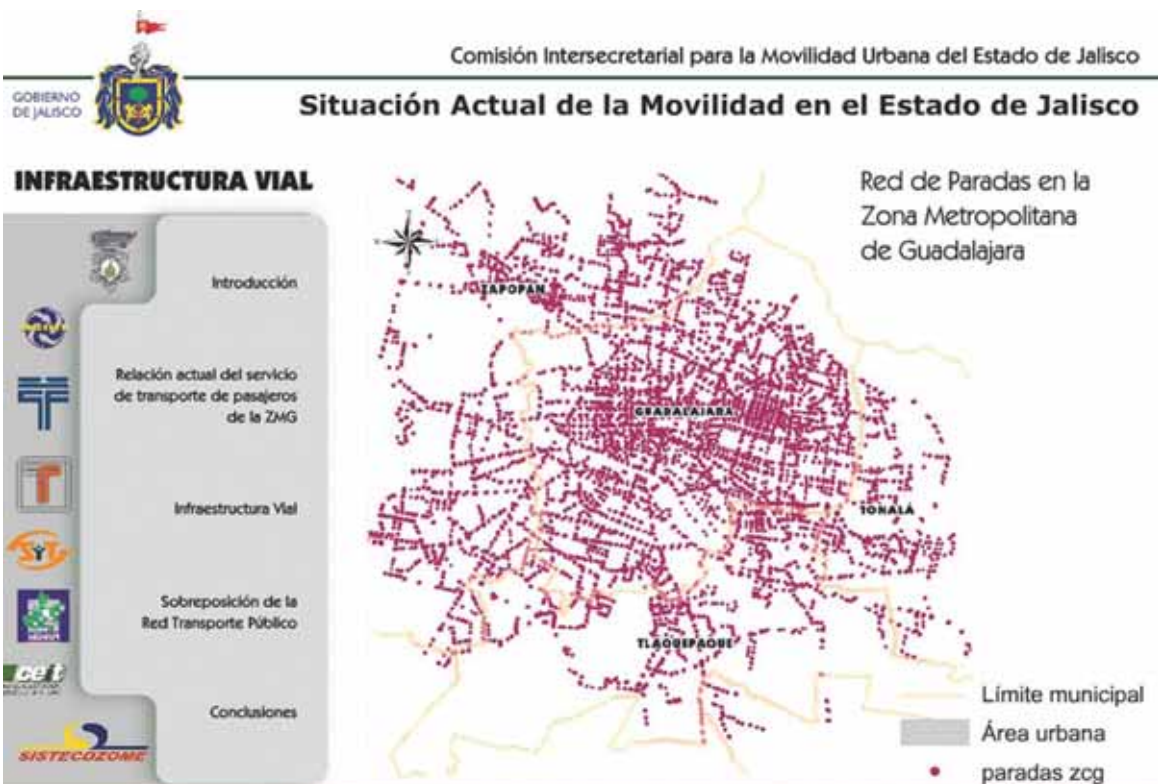 Comisión Intersecretarial para la Movilidad Urbana del Estado de Jalisco
GOBIERNO
DE JALISCO
Situación Actual de la Movilidad en el Estado de Jalisco
INFRAESTRUCTURA VIAL
Red de Paradas en la
Zona Metropolitana
de Guadalajara
Introducción
Relación actual del servicio
de transporte de pasajeros
de la ZMG
Infraestructura Vial
Sobreposición de la
Red Transporte Público
Conclusiones
ceit
SISTECOZOME
ZAPOPAN
GUADALAJARA
TONALÁ
TLAQUEPAQUE
Límite municipal
Área urbana
paradas zcg